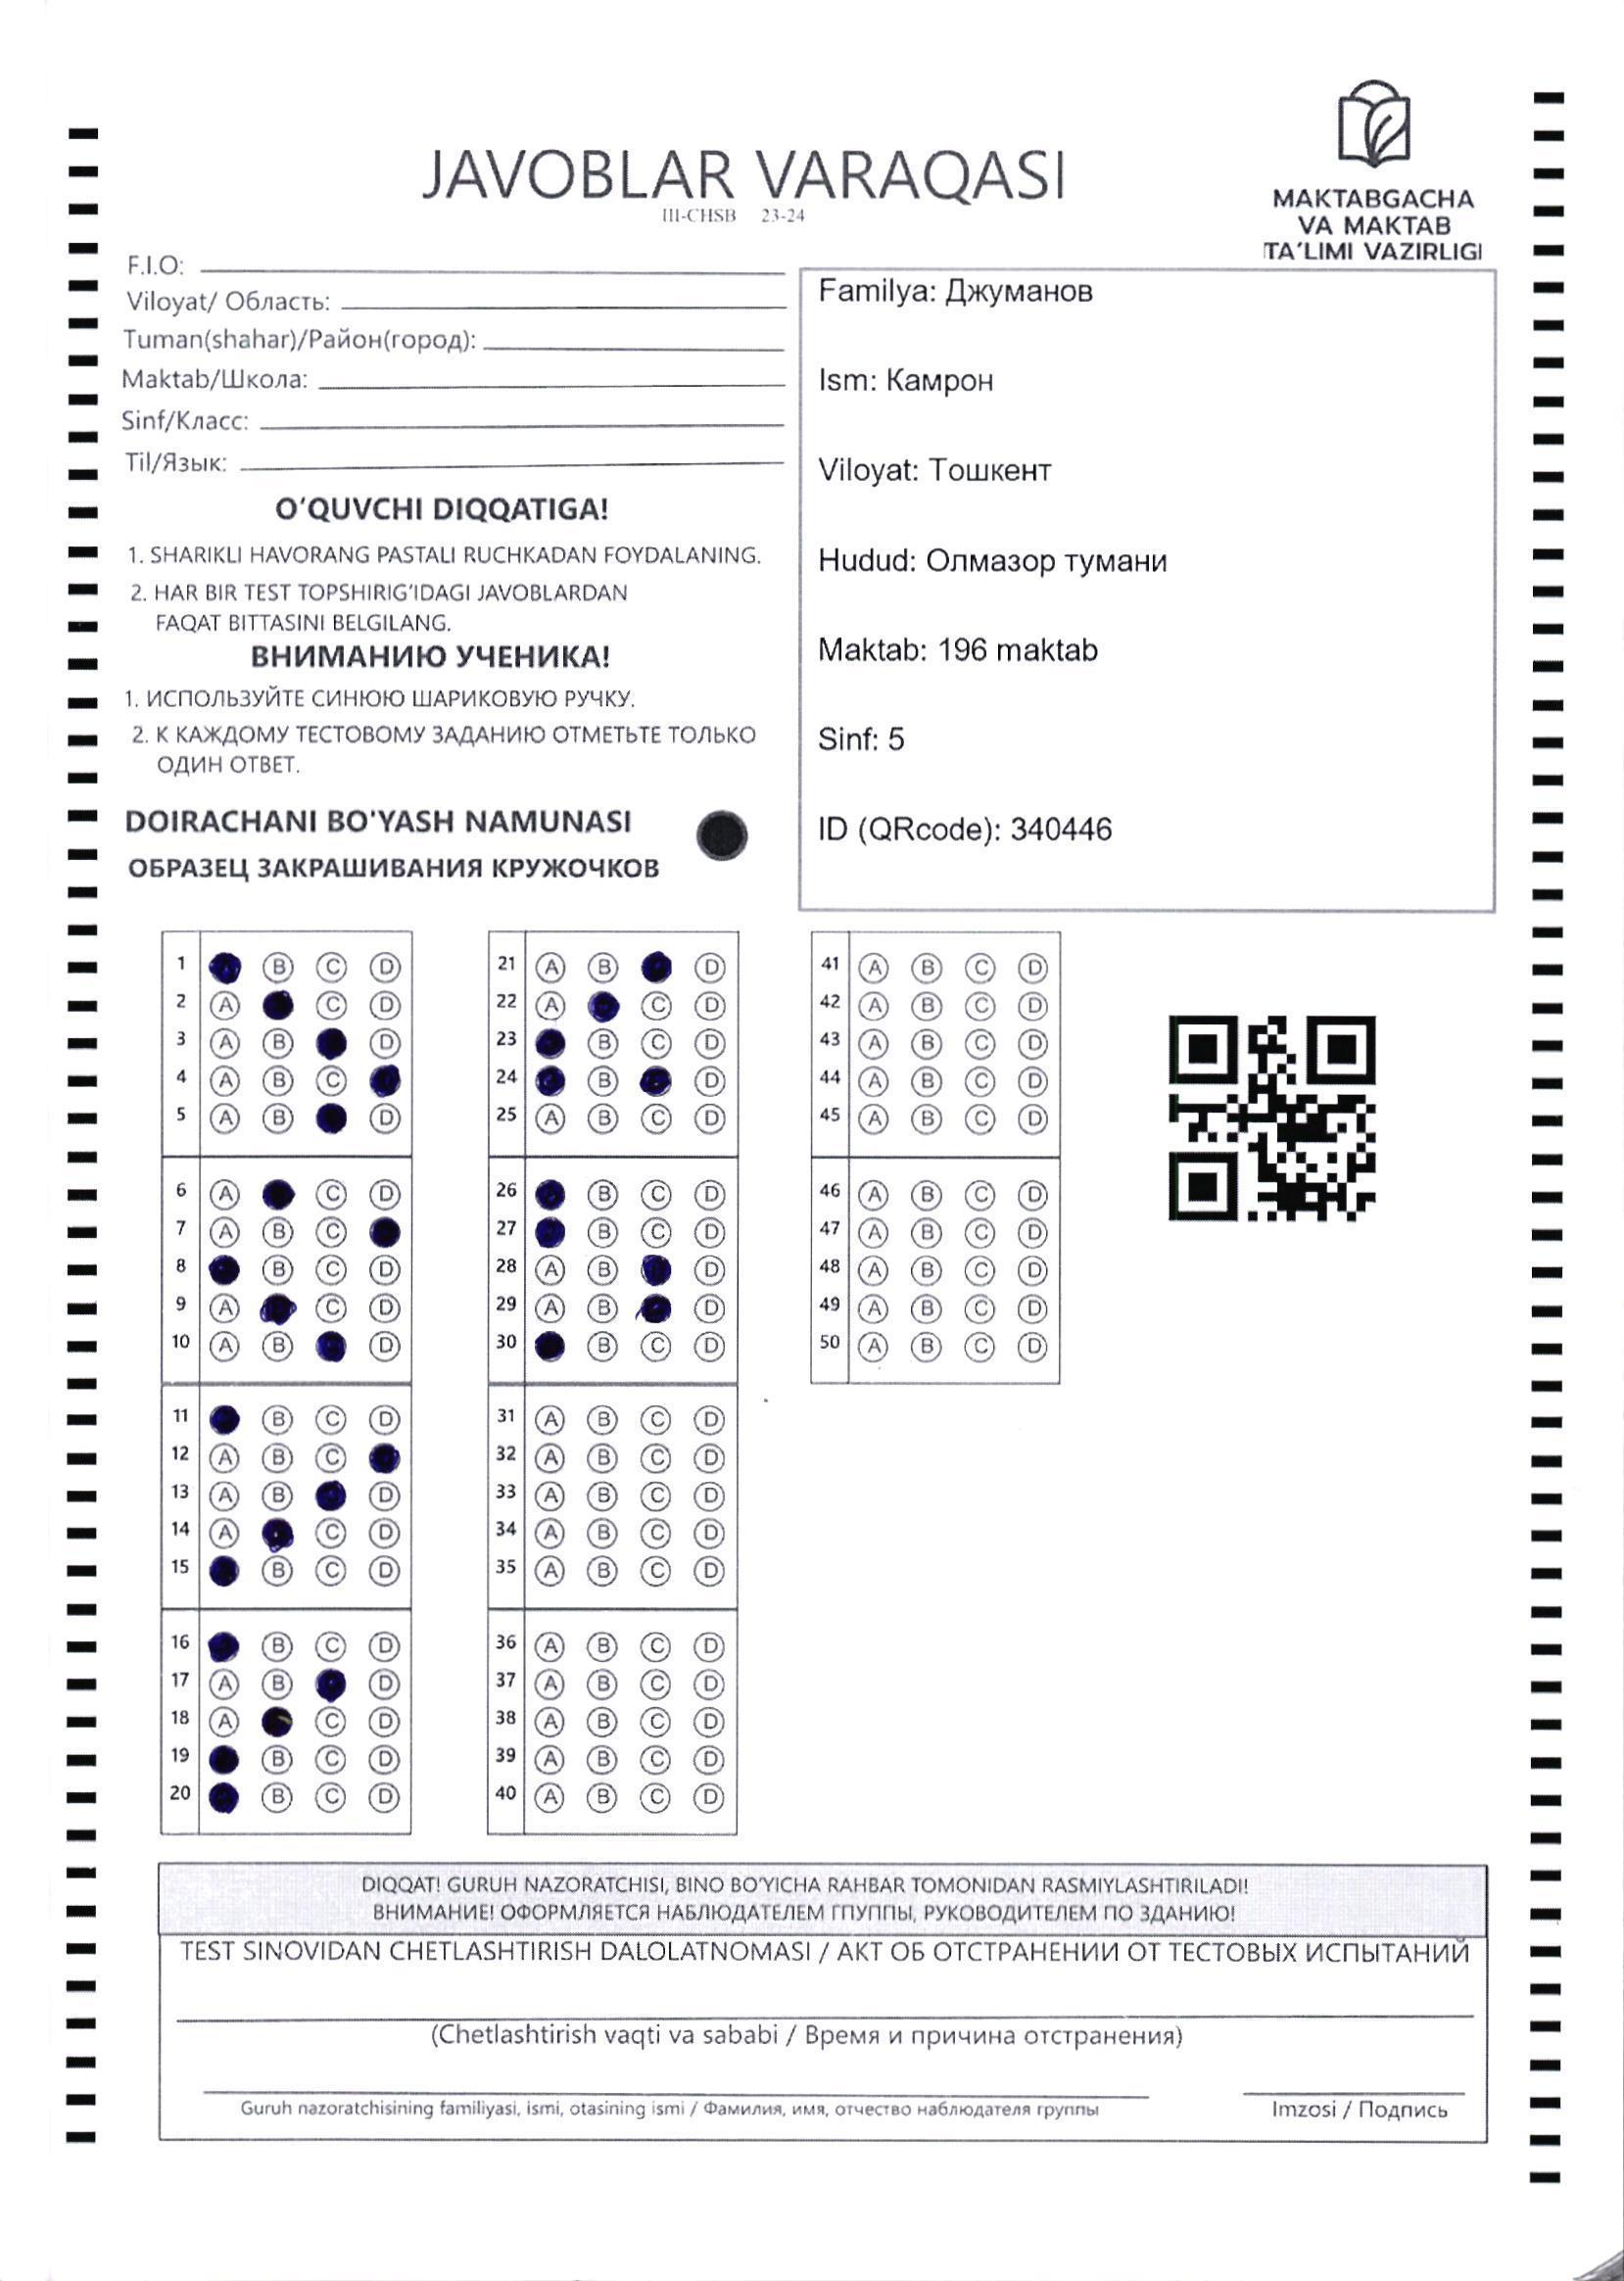 JAVOBLAR VARAQASI
III-CHSB 23-24
MAKTABGACHA
VA MAKTAB
TA'LIMI VAZIRLIGI
F.I.O:
Viloyat/ Область:
Tuman(shahar)/Район(город):
Maktab/Школа:
Sinf/Класс:
Til/Язык:
O'QUVCHI DIQQATIGA!
1. SHARIKLI HAVORANG PASTALI RUCHKADAN FOYDALANING.
2. HAR BIR TEST TOPSHIRIG'IDAGI JAVOBLARDAN
FAQAT BITTASINI BELGILANG.
ВНИМАНИЮ УЧЕНИКА!
1. ИСПОЛЬЗУЙТЕ СИНЮЮ ШАРИКОВУЮ РУЧКУ.
2. К КАЖДОМУ ТЕСТОВОМУ ЗАДАНИЮ ОТМЕТЬТЕ ТОЛЬКО
ОДИН ОТВЕТ.
DOIRACHANI BO'YASH NAMUNASI
ОБРАЗЕЦ ЗАКРАШИВАНИЯ КРУЖОЧКОВ
Familya: Джуманов
Ism: Камрон
Viloyat: Тошкент
Hudud: Олмазор тумани
Maktab: 196 maktab
Sinf: 5
ID (QRcode): 340446
1 B C D
2 A C D
3 A B D
4 A B C
5 A B D
6 A C D
7 A B C
8 B C D
9 A C D
10 A B D
11 B C D
12 A B C
13 A B D
14 A C D
15 B C D
16 B C D
17 A B D
18 A C D
19 B C D
20 B C D
21 A B D
22 A C D
23 B C D
24 B D
25 A B C D
26 B C D
27 B C D
28 A B D
29 A B D
30 B C D
31 A B C D
32 A B C D
33 A B C D
34 A B C D
35 A B C D
36 A B C D
37 A B C D
38 A B C D
39 A B C D
40 A B C D
41 A B C D
42 A B C D
43 A B C D
44 A B C D
45 A B C D
46 A B C D
47 A B C D
48 A B C D
49 A B C D
50 A B C D
DIQQAT! GURUH NAZORATCHISI, BINO BO'YICHA RAHBAR TOMONIDAN RASMIYLASHTIRILADI!
ВНИМАНИЕ! ОФОРМЛЯЕТСЯ НАБЛЮДАТЕЛЕМ ГПУППЫ, РУКОВОДИТЕЛЕМ ПО ЗДАНИЮ!
TEST SINOVIDAN CHETLASHTIRISH DALOLATNOMASI / АКТ ОБ ОТСТРАНЕНИИ ОТ ТЕСТОВЫХ ИСПЫТАНИЙ
(Chetlashtirish vaqti va sababi / Время и причина отстранения)
Guruh nazoratchisining familiyasi, ismi, otasining ismi / Фамилия, имя, отчество наблюдателя группы
Imzosi / Подпись